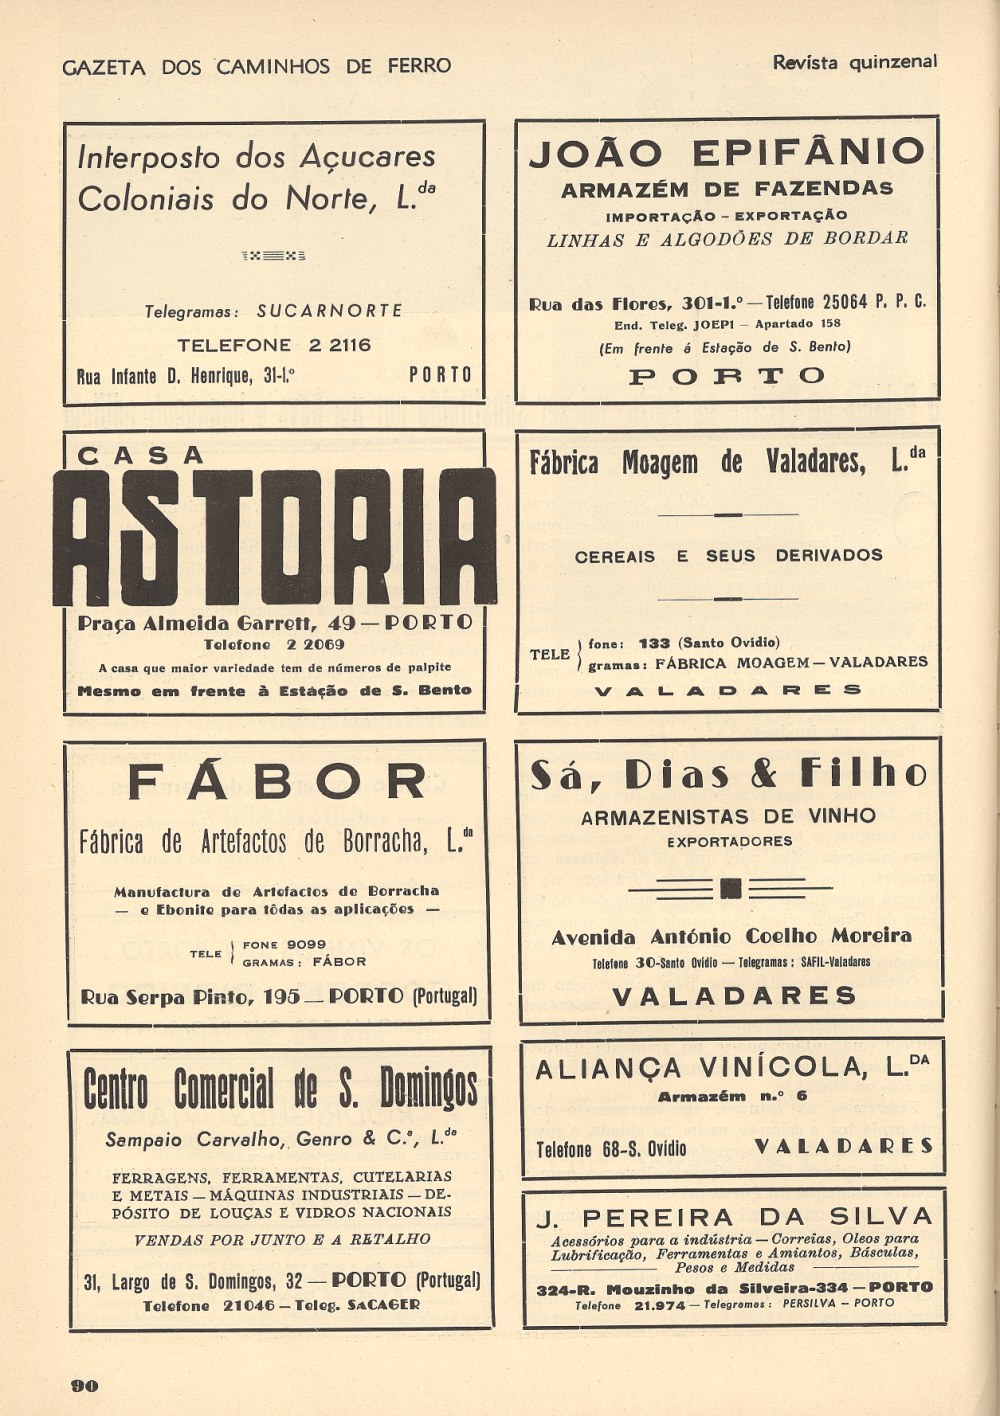 GAZETA DOS CAMINHOS DE FERRO
Revista quinzenal
Interposto dos Açucares
Coloniais do Norte, L.da
Telegramas: SUCARNORTE
TELEFONE 2 2116
Rua Infante D. Henrique, 31-1.º PORTO
JOÃO EPIFÂNIO
ARMAZÉM DE FAZENDAS
IMPORTAÇÃO – EXPORTAÇÃO
LINHAS E ALGODÕES DE BORDAR
Rua das Flores, 301-1.º — Telefone 25064 P. P. C.
End. Teleg. JOEPI — Apartado 158
(Em frente á Estação de S. Bento)
PORTO
CASA
ASTORIA
Praça Almeida Garrett, 49 — PORTO
Telefone 2 2069
A casa que maior variedade tem de números de palpite
Mesmo em frente à Estação de S. Bento
Fábrica Moagem de Valadares, L.da
CEREAIS E SEUS DERIVADOS
TELE } fone: 133 (Santo Ovídio)
gramas: FÁBRICA MOAGEM — VALADARES
VALADARES
FÁBOR
Fábrica de Artefactos de Borracha, L.da
Manufactura de Artefactos de Borracha
— e Ebonite para tôdas as aplicações —
TELE } FONE 9099
GRAMAS: FÁBOR
Rua Serpa Pinto, 195 — PORTO (Portugal)
Sá, Dias & Filho
ARMAZENISTAS DE VINHO
EXPORTADORES
Avenida António Coelho Moreira
Telefone 30-Santo Ovidio — Telegramas: SAFIL-Valadares
VALADARES
Centro Comercial de S. Domingos
Sampaio Carvalho, Genro & C.ª, L.da
FERRAGENS, FERRAMENTAS, CUTELARIAS
E METAIS — MÁQUINAS INDUSTRIAIS — DE-
PÓSITO DE LOUÇAS E VIDROS NACIONAIS
VENDAS POR JUNTO E A RETALHO
31, Largo de S. Domingos, 32 — PORTO (Portugal)
Telefone 21046 — Teleg. SACAGER
ALIANÇA VINÍCOLA, L.DA
Armazém n.º 6
Telefone 68-S. Ovídio VALADARES
J. PEREIRA DA SILVA
Acessórios para a indústria — Correias, Oleos para
Lubrificação, Ferramentas e Amiantos, Básculas,
Pesos e Medidas
324-R. Mouzinho da Silveira-334 — PORTO
Telefone 21.974 — Telegramas: PERSILVA — PORTO
90